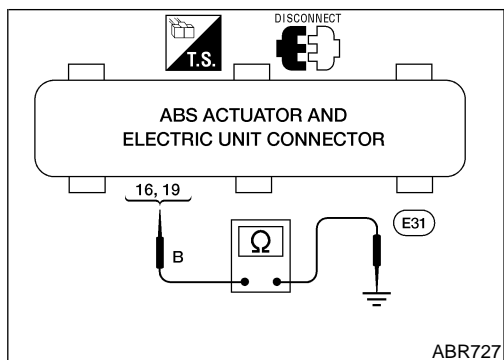 DISCONNECT
T.S.
ABS ACTUATOR AND
ELECTRIC UNIT CONNECTOR
16, 19
Ω
E31
B
ABR727